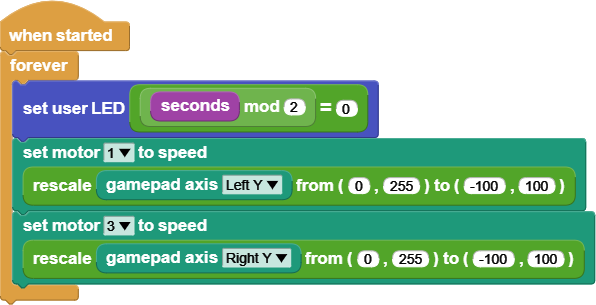 when started
forever
set user LED seconds mod 2 = 0
set motor 1 to speed
rescale gamepad axis Left Y from ( 0 , 255 ) to ( -100 , 100 )
set motor 3 to speed
rescale gamepad axis Right Y from ( 0 , 255 ) to ( -100 , 100 )